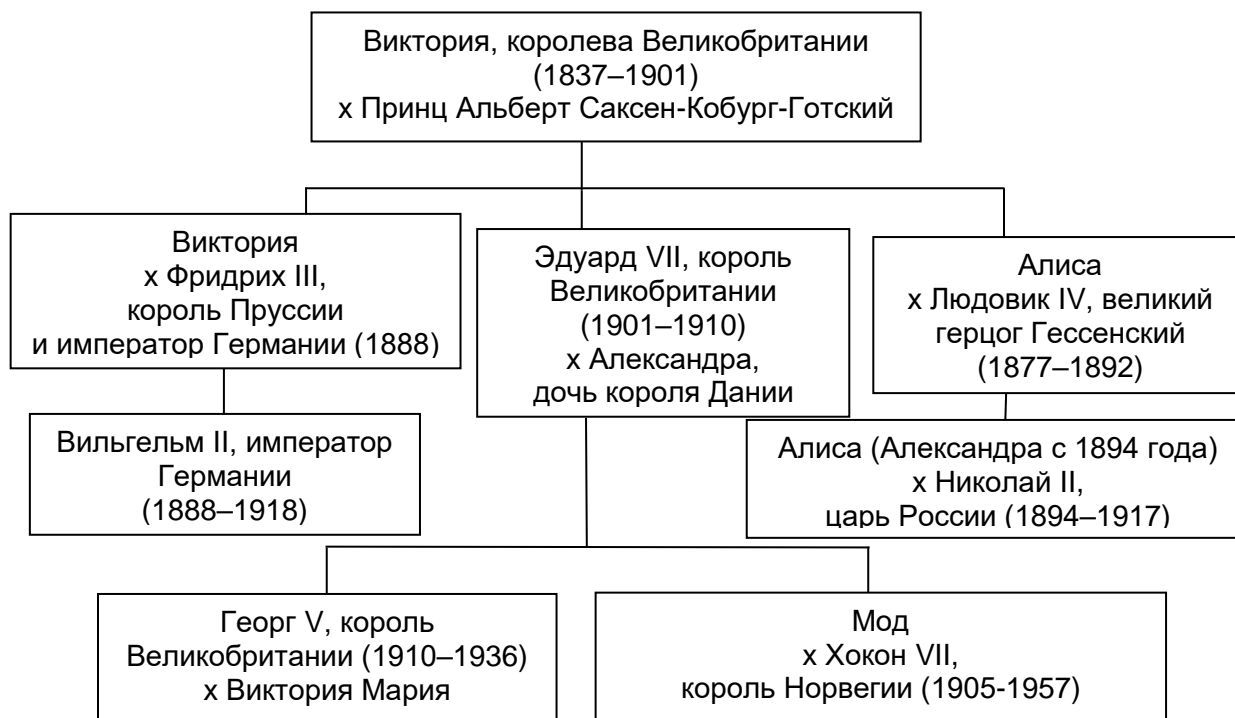 Виктория, королева Великобритании
(1837–1901)
х Принц Альберт Саксен-Кобург-Готский
Виктория
х Фридрих III,
король Пруссии
и император Германии (1888)
Эдуард VII, король
Великобритании
(1901–1910)
х Александра,
дочь короля Дании
Алиса
х Людовик IV, великий
герцог Гессенский
(1877–1892)
Вильгельм II, император
Германии
(1888–1918)
Алиса (Александра с 1894 года)
х Николай II,
царь России (1894–1917)
Георг V, король
Великобритании (1910–1936)
х Виктория Мария
Мод
х Хокон VII,
король Норвегии (1905-1957)